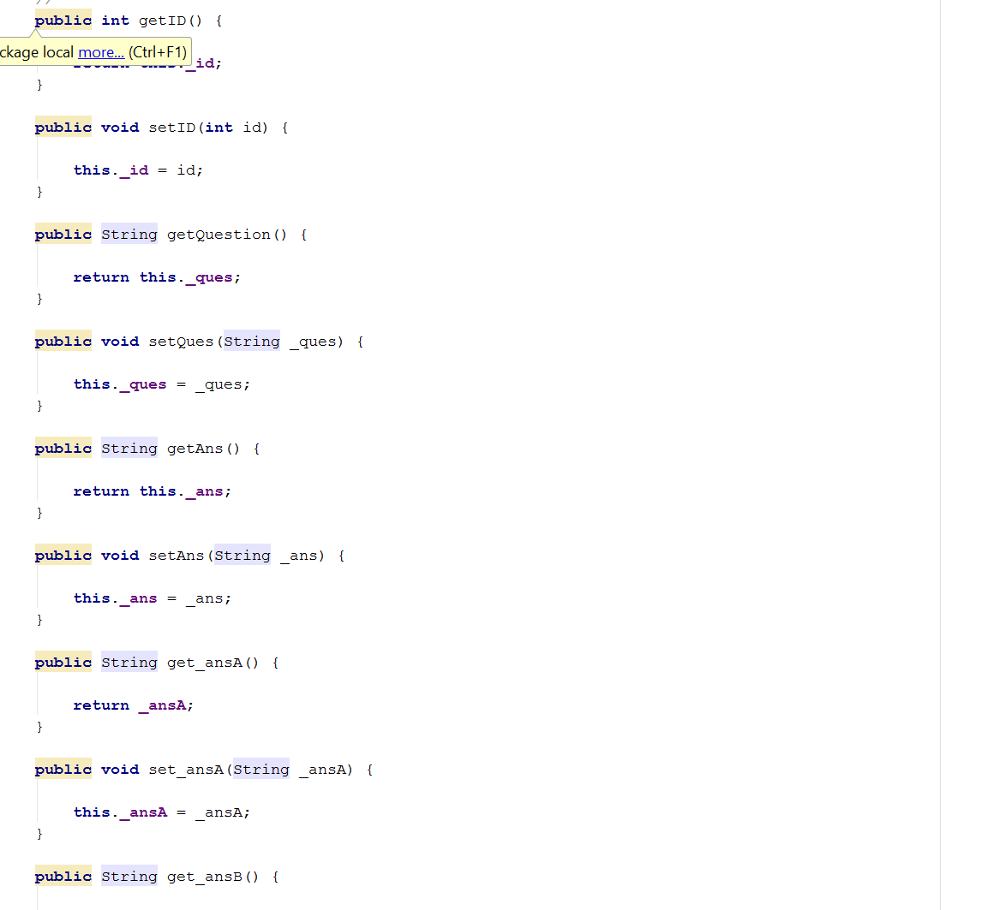 //
public int getID() {
ckage local more... (Ctrl+F1)
return this._id;
}
public void setID(int id) {
this._id = id;
}
public String getQuestion() {
return this._ques;
}
public void setQues(String _ques) {
this._ques = _ques;
}
public String getAns() {
return this._ans;
}
public void setAns(String _ans) {
this._ans = _ans;
}
public String get_ansA() {
return _ansA;
}
public void set_ansA(String _ansA) {
this._ansA = _ansA;
}
public String get_ansB() {